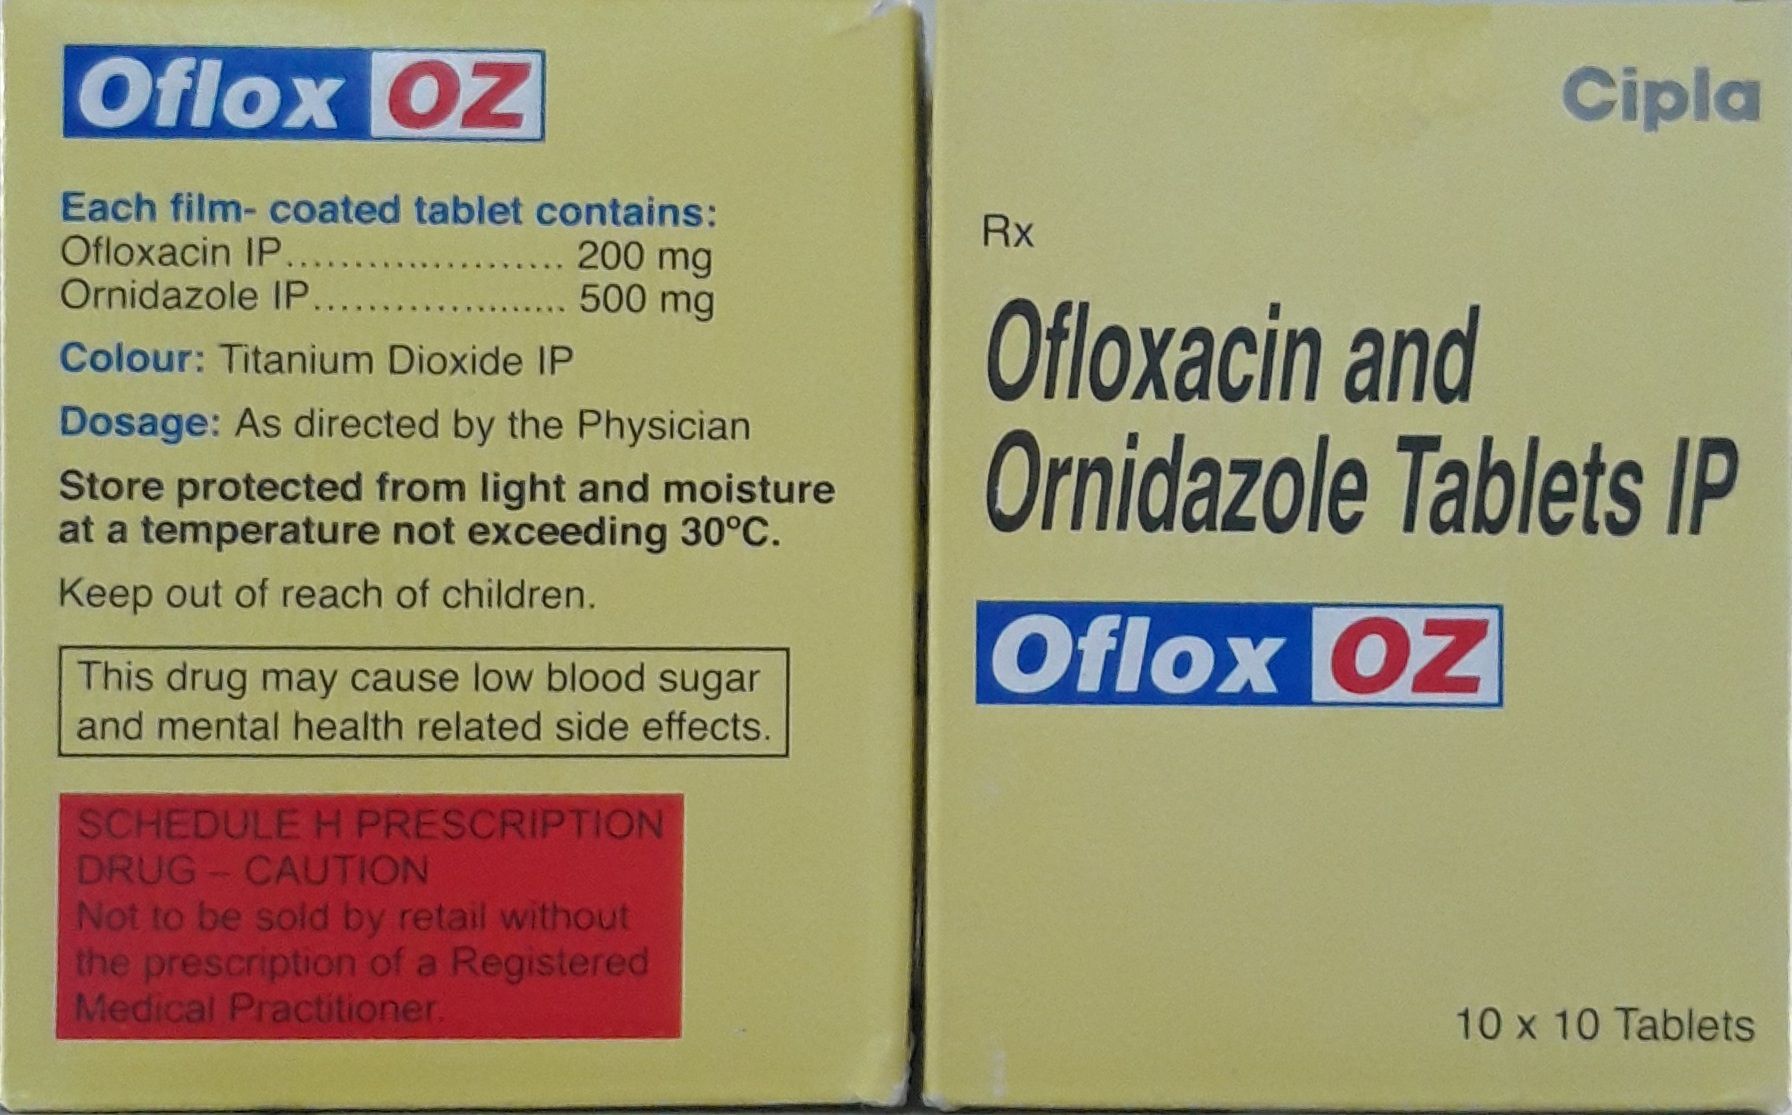 Oflox OZ
Each film- coated tablet contains:
Ofloxacin IP..................... 200 mg
Ornidazole IP................... 500 mg
Colour: Titanium Dioxide IP
Dosage: As directed by the Physician
Store protected from light and moisture
at a temperature not exceeding 30°C.
Keep out of reach of children.
This drug may cause low blood sugar
and mental health related side effects.
SCHEDULE H PRESCRIPTION
DRUG – CAUTION
Not to be sold by retail without
the prescription of a Registered
Medical Practitioner.
Cipla
Rx
Ofloxacin and
Ornidazole Tablets IP
Oflox OZ
10 x 10 Tablets